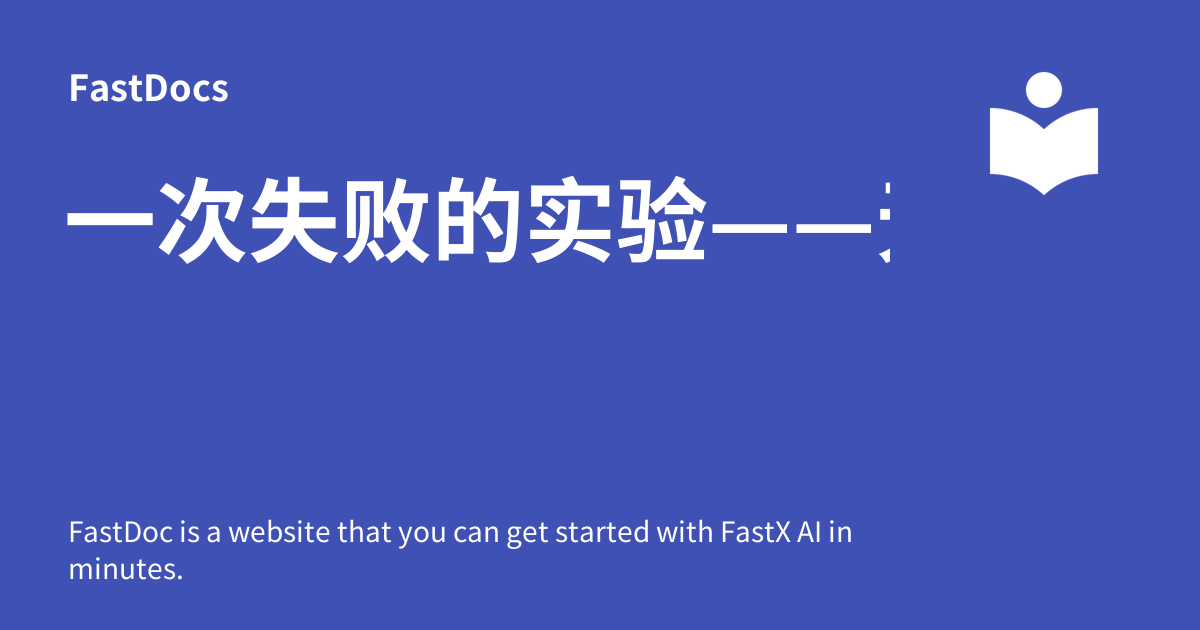 FastDocs
一次失败的实验——
FastDoc is a website that you can get started with FastX AI in
minutes.